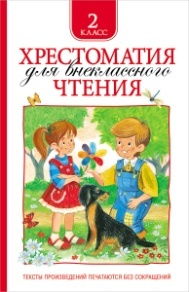 2
КЛАСС
ХРЕСТОМАТИЯ
для внеклассного
ЧТЕНИЯ
ТЕКСТЫ ПРОИЗВЕДЕНИЙ ПЕЧАТАЮТСЯ БЕЗ СОКРАЩЕНИЙ